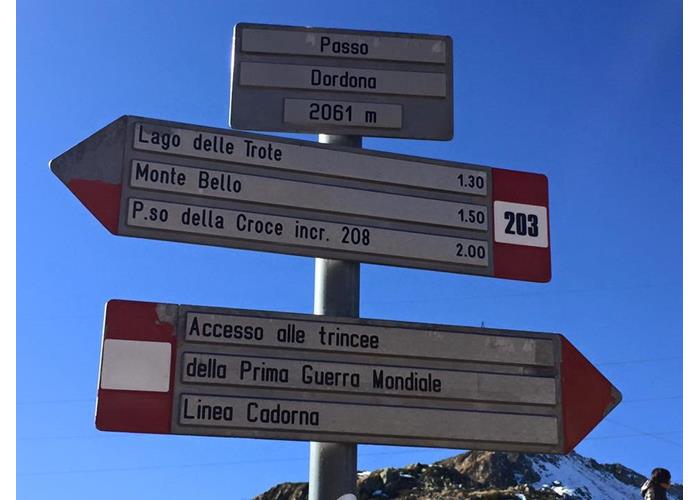 Passo
Dordona
2061 m
Lago delle Trote 1.30
Monte Bello 1.50
P.so della Croce incr. 208 2.00
203
Accesso alle trincee
della Prima Guerra Mondiale
Linea Cadorna